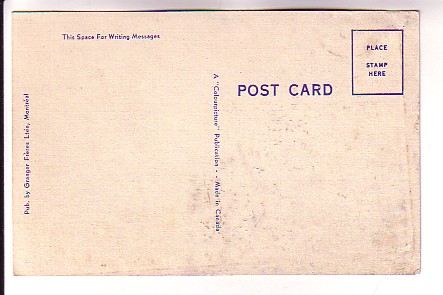 This Space For Writing Messages
PLACE
STAMP
HERE
POST CARD
A "Colourpicture" Publication - - Made in Canada
Pub. by Granger Frères Ltée, Montréal